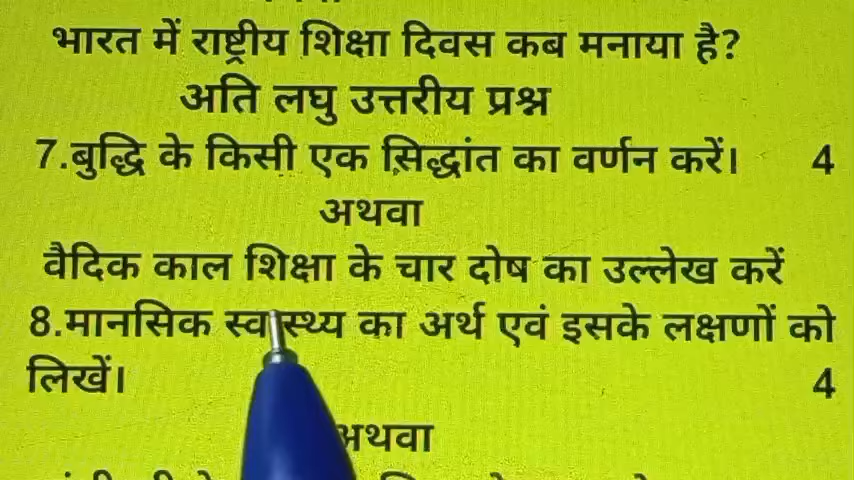 भारत में राष्ट्रीय शिक्षा दिवस कब मनाया है?
अति लघु उत्तरीय प्रश्न
7.बुद्धि के किसी एक सिद्धांत का वर्णन करें। 4
अथवा
वैदिक काल शिक्षा के चार दोष का उल्लेख करें
8.मानसिक स्वास्थ्य का अर्थ एवं इसके लक्षणों को
लिखें। 4
अथवा